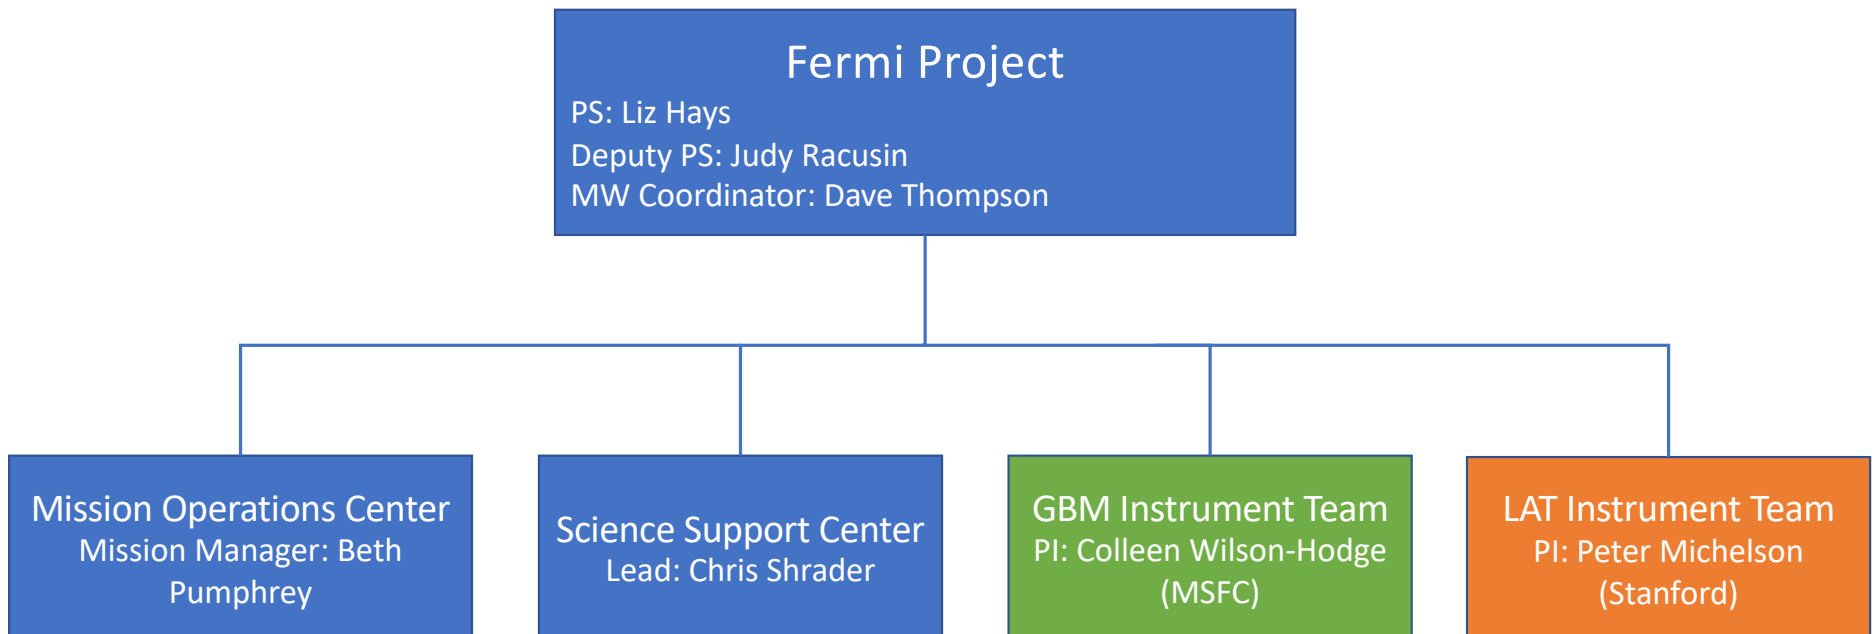 Fermi Project
PS: Liz Hays
Deputy PS: Judy Racusin
MW Coordinator: Dave Thompson
Mission Operations Center
Mission Manager: Beth
Pumphrey
Science Support Center
Lead: Chris Shrader
GBM Instrument Team
PI: Colleen Wilson-Hodge
(MSFC)
LAT Instrument Team
PI: Peter Michelson
(Stanford)